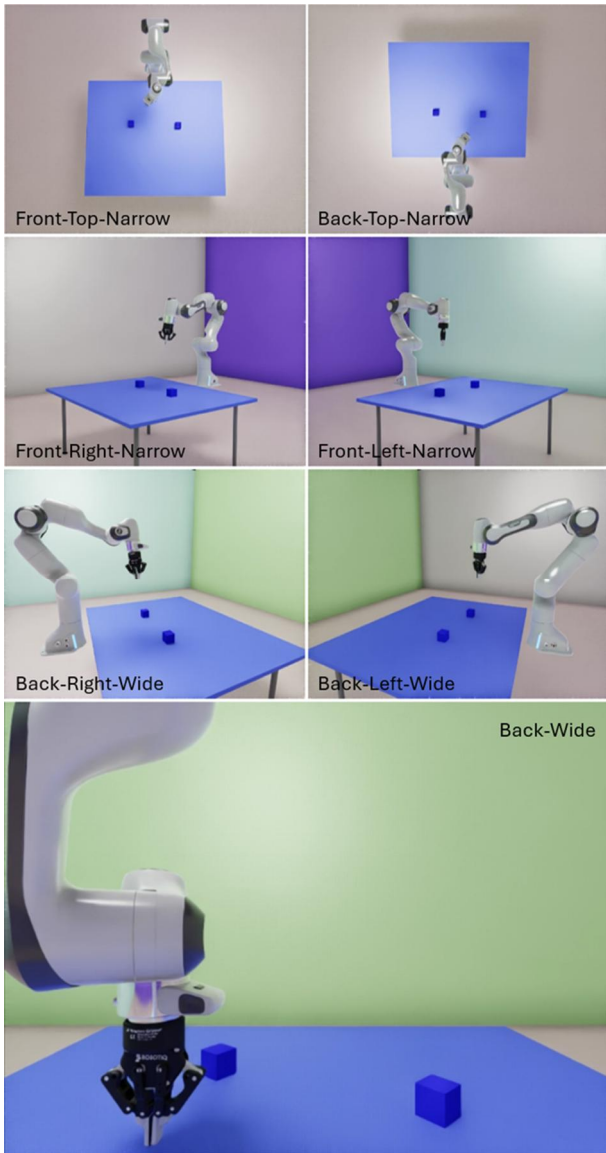 Front-Top-Narrow
Back-Top-Narrow
Front-Right-Narrow
Front-Left-Narrow
Back-Right-Wide
Back-Left-Wide
Back-Wide
ROBOTIQ